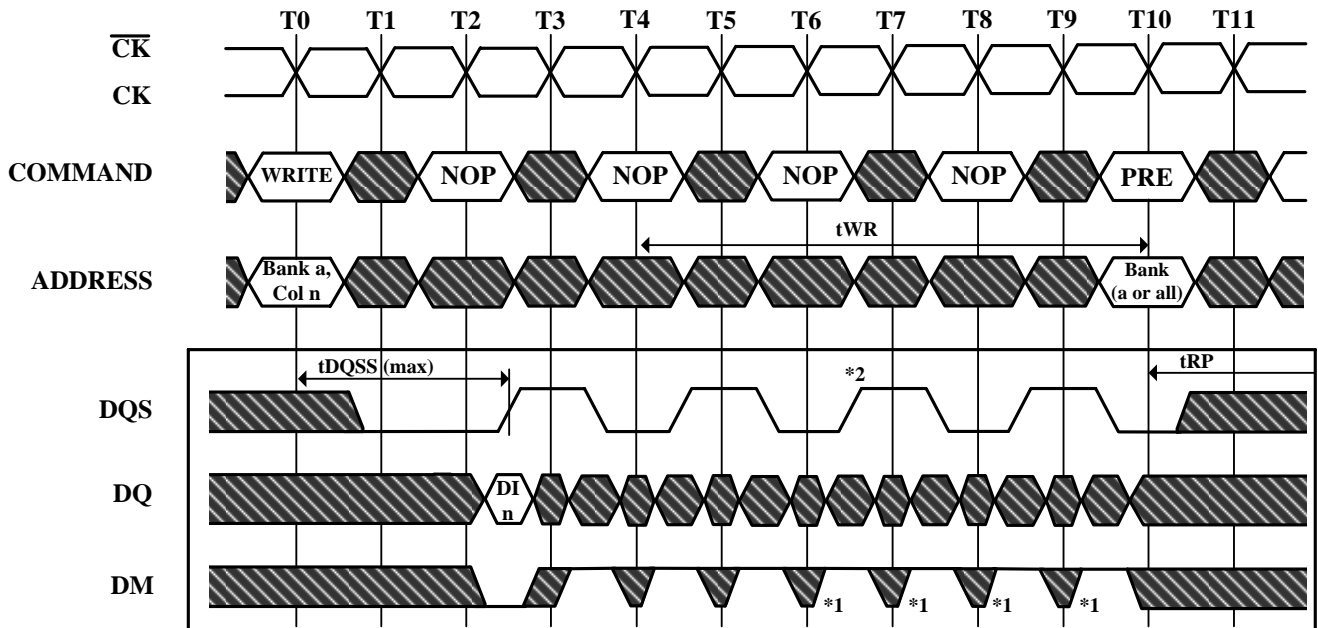 T0 T1 T2 T3 T4 T5 T6 T7 T8 T9 T10 T11
CK
CK
COMMAND
WRITE NOP NOP NOP NOP PRE
tWR
ADDRESS
Bank a,
Col n
Bank
(a or all)
tDQSS (max)
*2
tRP
DQS
DQ
DI
n
DM
*1 *1 *1 *1